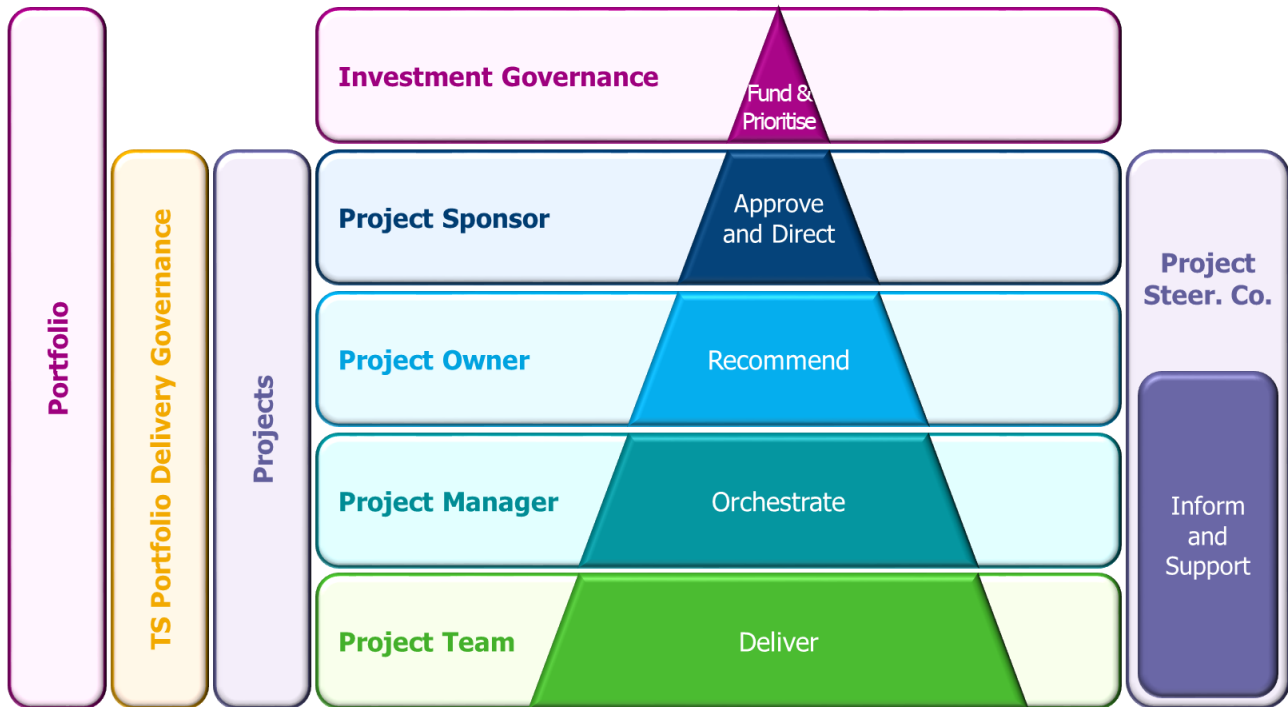 Portfolio
TS Portfolio Delivery Governance
Projects
Investment Governance
Fund &
Prioritise
Project Sponsor
Approve
and Direct
Project Owner
Recommend
Project Manager
Orchestrate
Project Team
Deliver
Project
Steer. Co.
Inform
and
Support